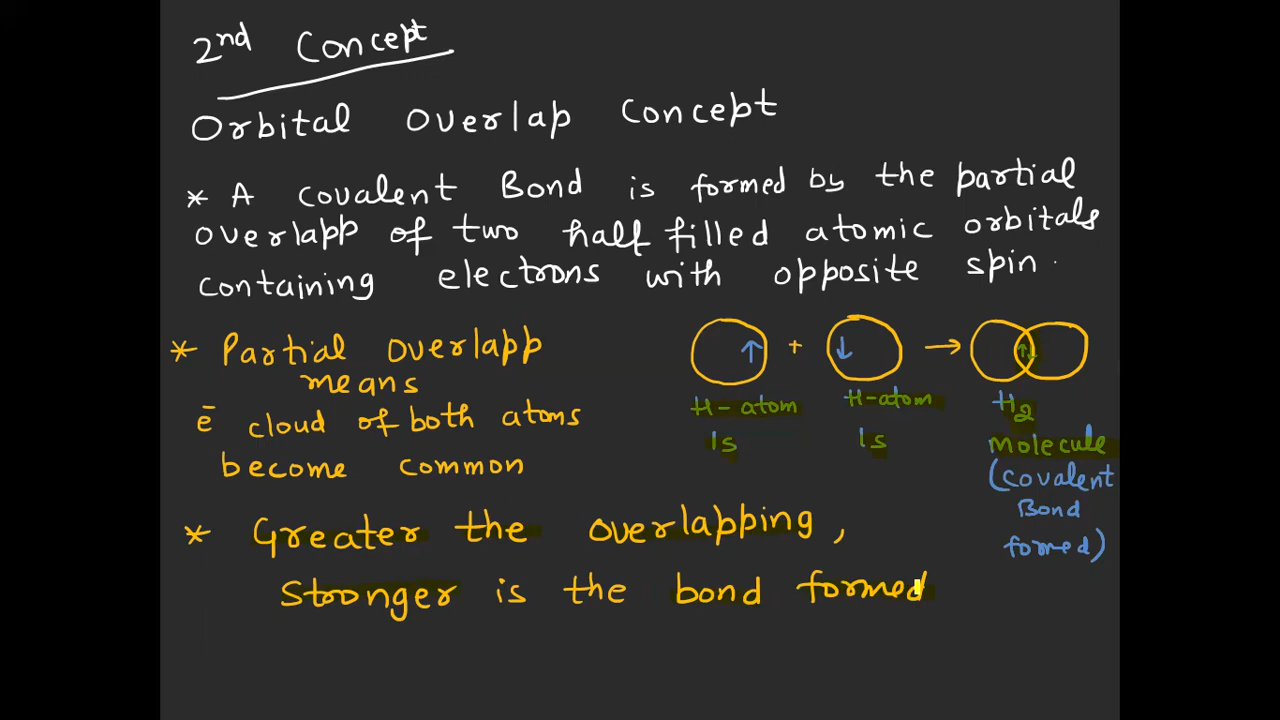 2nd Concept
Orbital Overlap Concept
* A covalent Bond is formed by the partial
overlapp of two half filled atomic orbitals
containing electrons with opposite spin.
* Partial Overlapp
means
ē cloud of both atoms
become common
↑ + ↓ → ↑↓
H-atom H-atom H2
1s 1s molecule
(covalent
Bond
formed)
* Greater the overlapping,
Stronger is the bond formed